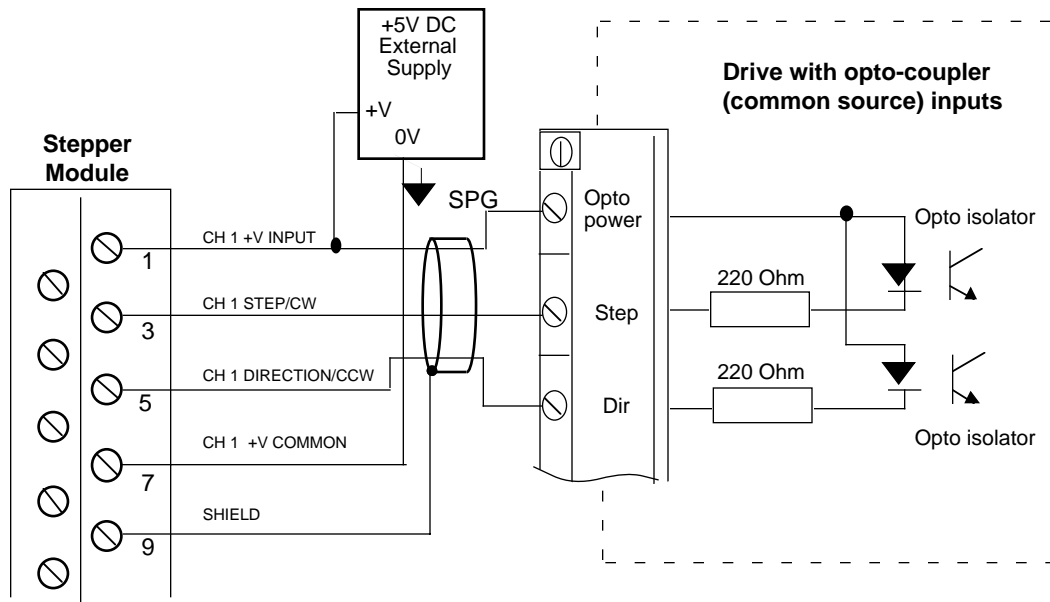 +5V DC
External
Supply
+V
0V
Drive with opto-coupler
(common source) inputs
Stepper
Module
SPG
Opto
power
Opto isolator
CH 1 +V INPUT
1
220 Ohm
CH 1 STEP/CW
3
Step
CH 1 DIRECTION/CCW
5
220 Ohm
Dir
Opto isolator
CH 1 +V COMMON
7
SHIELD
9